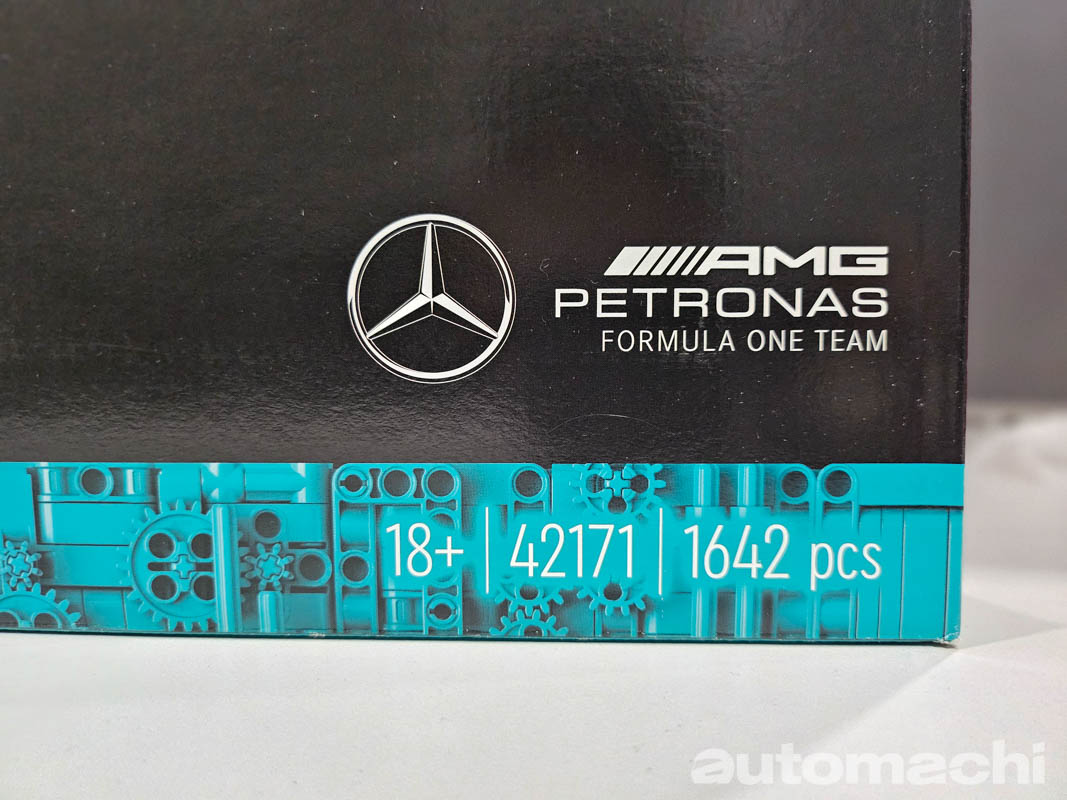 AMG
PETRONAS
FORMULA ONE TEAM
18+ | 42171 | 1642 pcs
automachi